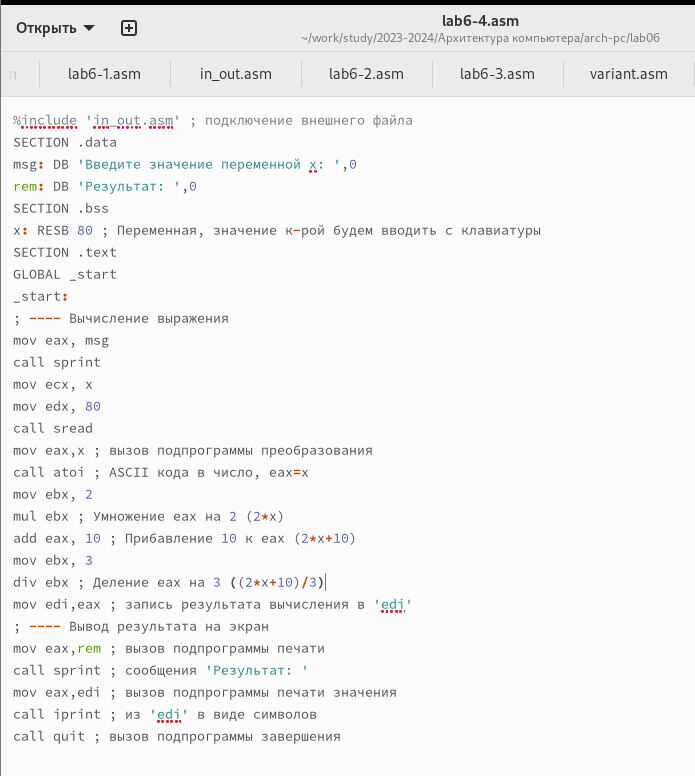 Открыть
lab6-4.asm
~/work/study/2023-2024/Архитектура компьютера/arch-pc/lab06
lab6-1.asm in_out.asm lab6-2.asm lab6-3.asm variant.asm
%include 'in_out.asm' ; подключение внешнего файла
SECTION .data
msg: DB 'Введите значение переменной x: ',0
rem: DB 'Результат: ',0
SECTION .bss
x: RESB 80 ; Переменная, значение к-рой будем вводить с клавиатуры
SECTION .text
GLOBAL _start
_start:
; ---- Вычисление выражения
mov eax, msg
call sprint
mov ecx, x
mov edx, 80
call sread
mov eax,x ; вызов подпрограммы преобразования
call atoi ; ASCII кода в число, eax=x
mov ebx, 2
mul ebx ; Умножение eax на 2 (2*x)
add eax, 10 ; Прибавление 10 к eax (2*x+10)
mov ebx, 3
div ebx ; Деление eax на 3 ((2*x+10)/3)
mov edi,eax ; запись результата вычисления в 'edi'
; ---- Вывод результата на экран
mov eax,rem ; вызов подпрограммы печати
call sprint ; сообщения 'Результат: '
mov eax,edi ; вызов подпрограммы печати значения
call iprint ; из 'edi' в виде символов
call quit ; вызов подпрограммы завершения